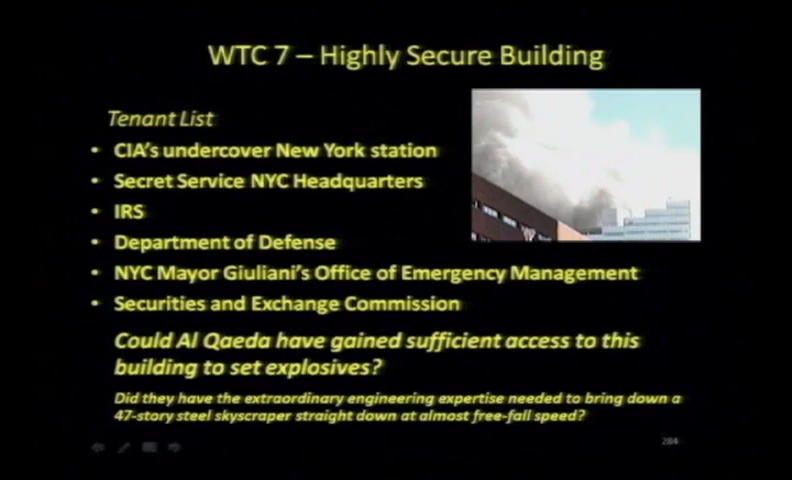 WTC 7 – Highly Secure Building
Tenant List
• CIA's undercover New York station
• Secret Service NYC Headquarters
• IRS
• Department of Defense
• NYC Mayor Giuliani's Office of Emergency Management
• Securities and Exchange Commission
Could Al Qaeda have gained sufficient access to this
building to set explosives?
Did they have the extraordinary engineering expertise needed to bring down a
47-story steel skyscraper straight down at almost free-fall speed?
284